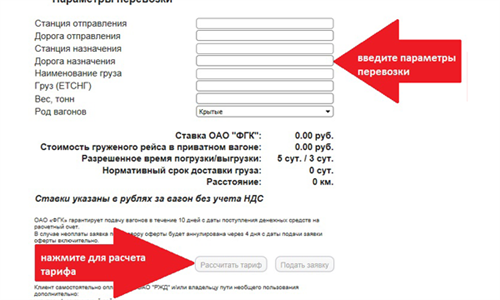 Параметры перевозки
Станция отправления
Дорога отправления
Станция назначения
Дорога назначения
Наименование груза
Груз (ЕТСНГ)
Вес, тонн
Род вагонов Крытые
введите параметры
перевозки
Ставка ОАО "ФГК": 0.00 руб.
Стоимость груженого рейса в приватном вагоне: 0.00 руб.
Разрешенное время погрузки/выгрузки: 5 сут. / 3 сут.
Нормативный срок доставки груза: 0 сут.
Расстояние: 0 км.
Ставки указаны в рублях за вагон без учета НДС
ОАО «ФГК» гарантирует подачу вагонов в течение 10 дней с даты поступления денежных средств на
расчетный счет.
В случае неоплаты заявка по оферты будет аннулирована через 4 дня с даты подачи заявки
оферты включительно.
нажмите для расчета
тарифа
Рассчитать тариф Подать заявку
Клиент самостоятельно ОАО "РЖД" и/или владельцу пути необщего пользования
дополнительно: